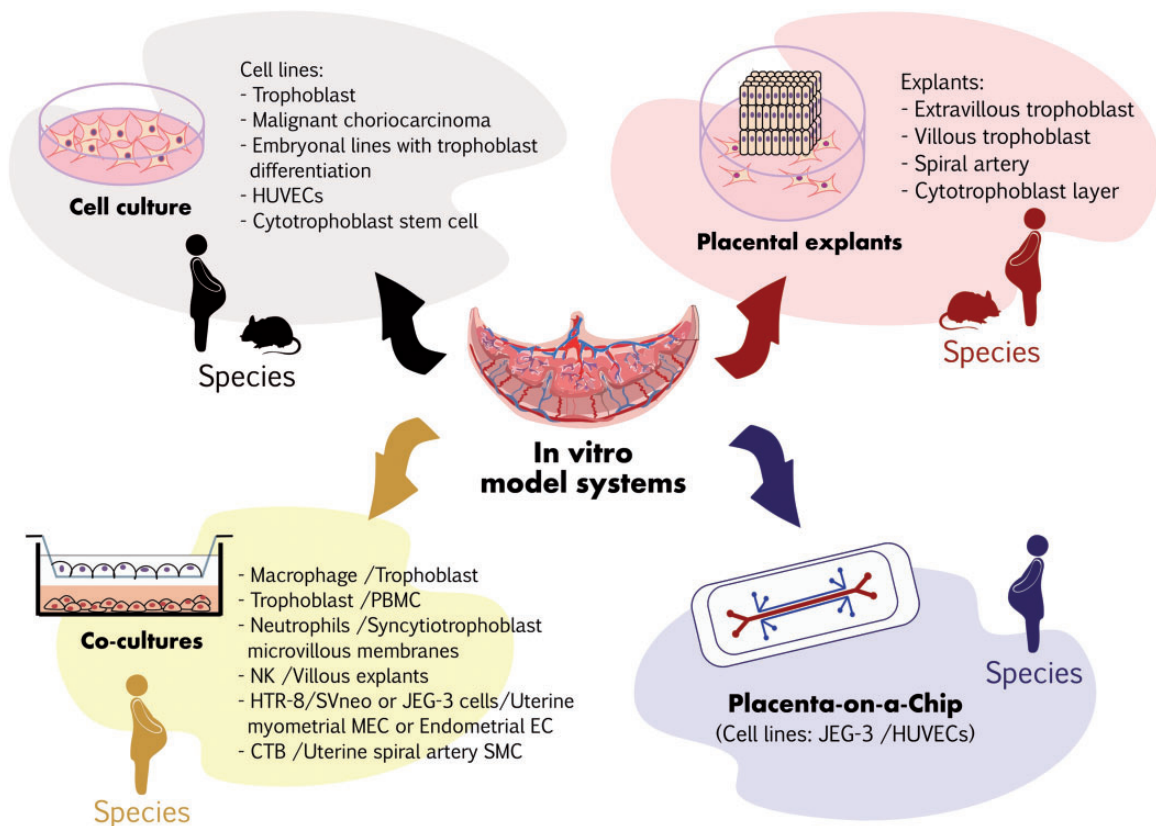 Cell lines:
- Trophoblast
- Malignant choriocarcinoma
- Embryonal lines with trophoblast
differentiation
- HUVECs
- Cytotrophoblast stem cell
Cell culture
Species
Explants:
- Extravillous trophoblast
- Villous trophoblast
- Spiral artery
- Cytotrophoblast layer
Placental explants
Species
In vitro
model systems
- Macrophage /Trophoblast
- Trophoblast /PBMC
- Neutrophils /Syncytiotrophoblast
microvillous membranes
- NK /Villous explants
- HTR-8/SVneo or JEG-3 cells/Uterine
myometrial MEC or Endometrial EC
- CTB /Uterine spiral artery SMC
Co-cultures
Species
Species
Placenta-on-a-Chip
(Cell lines: JEG-3 /HUVECs)